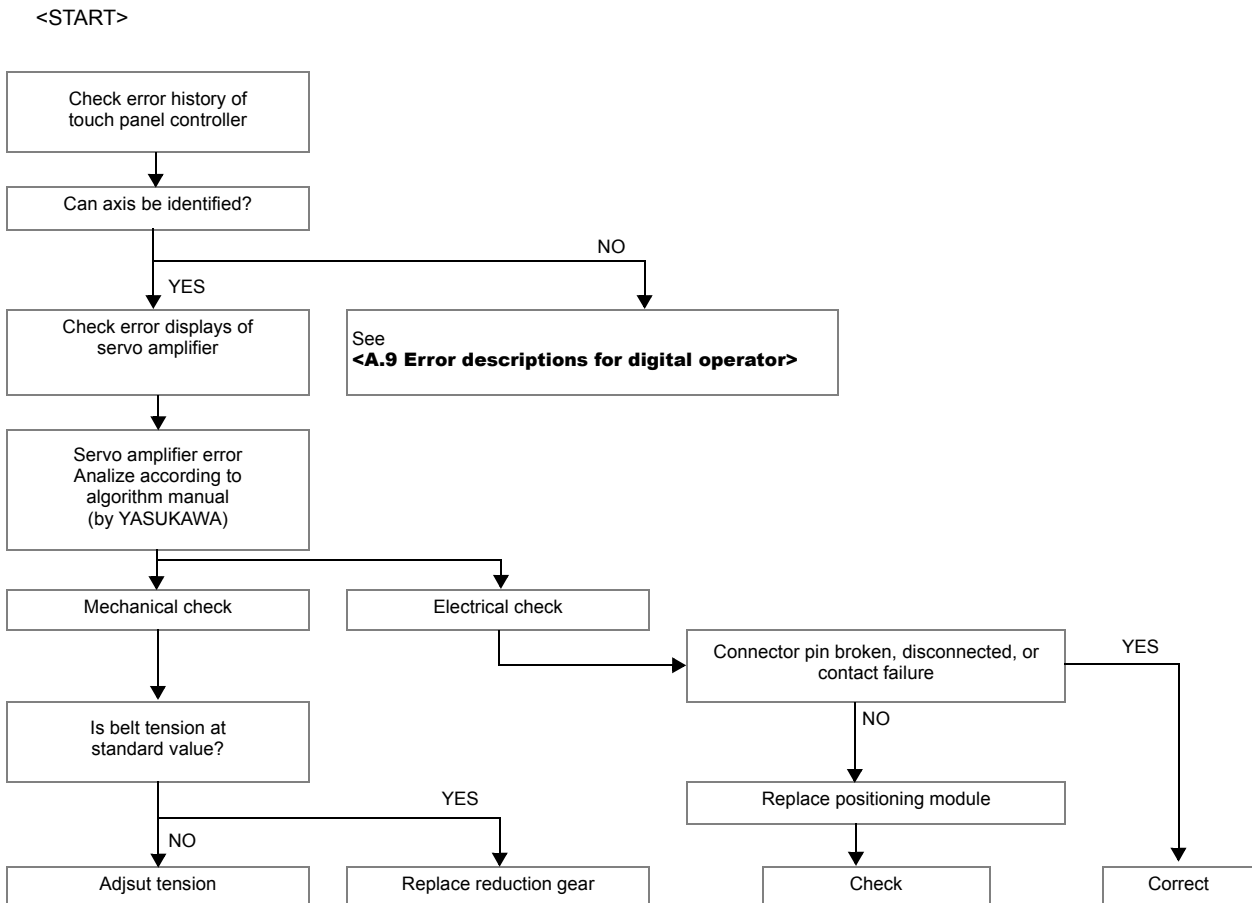 <START>
Check error history of
touch panel controller
Can axis be identified?
NO
YES
Check error displays of
servo amplifier
See
<A.9 Error descriptions for digital operator>
Servo amplifier error
Analize according to
algorithm manual
(by YASUKAWA)
Mechanical check
Electrical check
Connector pin broken, disconnected, or
contact failure
YES
NO
Is belt tension at
standard value?
Replace positioning module
YES
NO
Adjsut tension
Replace reduction gear
Check
Correct